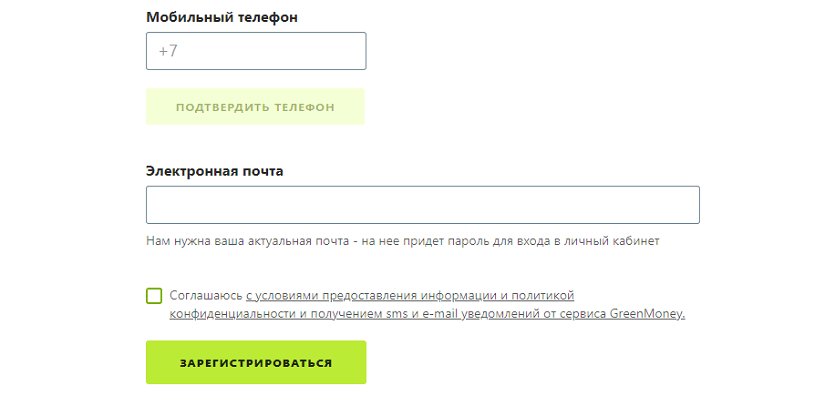 Мобильный телефон
+7
ПОДТВЕРДИТЬ ТЕЛЕФОН
Электронная почта
Нам нужна ваша актуальная почта - на нее придет пароль для входа в личный кабинет
Соглашаюсь с условиями предоставления информации и политикой
конфиденциальности и получением sms и e-mail уведомлений от сервиса GreenMoney.
ЗАРЕГИСТРИРОВАТЬСЯ